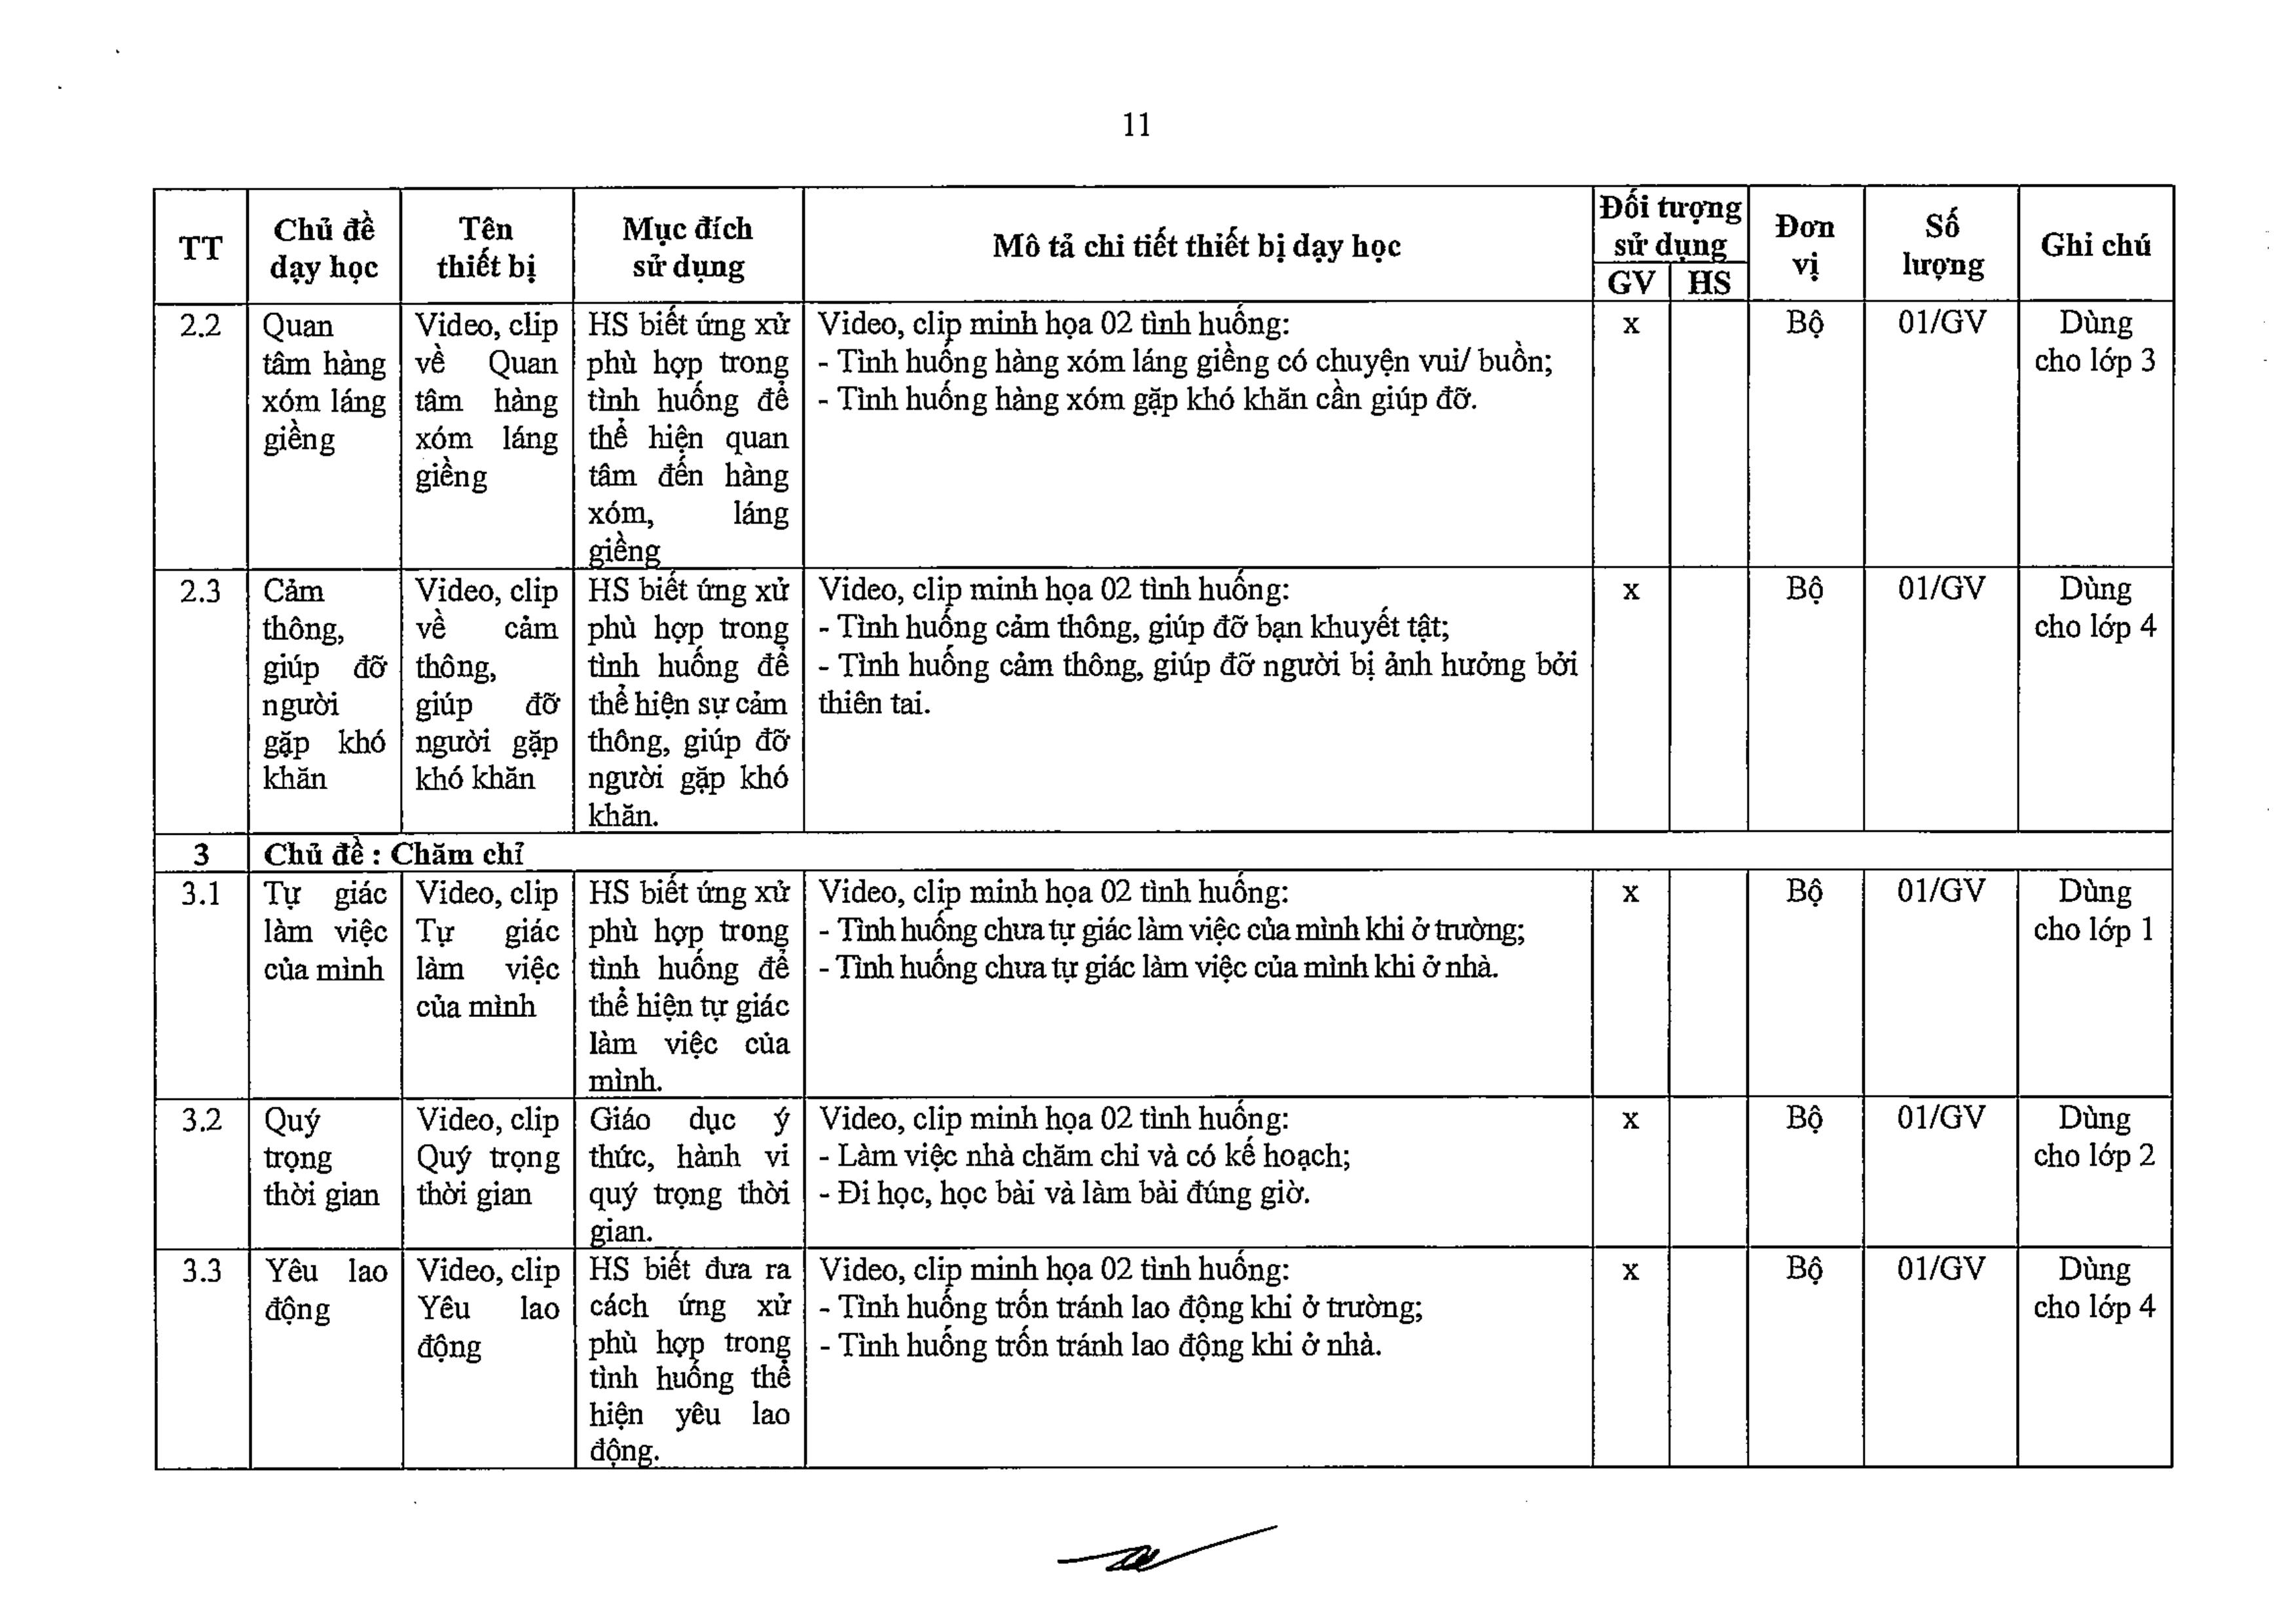 11
TT
Chủ đề
dạy học
Tên
thiết bị
Mục đích
sử dụng
Mô tả chi tiết thiết bị dạy học
Đối tượng
sử dụng
GV
HS
Đơn
vị
Số
lượng
Ghi chú
2.2
Quan
tâm hàng
xóm láng
giềng
Video, clip
về Quan
tâm hàng
xóm láng
giềng
HS biết ứng xử
phù hợp trong
tình huống để
thể hiện quan
tâm đến hàng
xóm, láng
giềng
Video, clip minh họa 02 tình huống:
- Tình huống hàng xóm láng giềng có chuyện vui/ buồn;
- Tình huống hàng xóm gặp khó khăn cần giúp đỡ.
x
Bộ
01/GV
Dùng
cho lớp 3
2.3
Cảm
thông,
giúp đỡ
người
gặp khó
khăn
Video, clip
về cảm
thông,
giúp đỡ
người gặp
khó khăn
HS biết ứng xử
phù hợp trong
tình huống để
thể hiện sự cảm
thông, giúp đỡ
người gặp khó
khăn.
Video, clip minh họa 02 tình huống:
- Tình huống cảm thông, giúp đỡ bạn khuyết tật;
- Tình huống cảm thông, giúp đỡ người bị ảnh hưởng bởi
thiên tai.
x
Bộ
01/GV
Dùng
cho lớp 4
3
Chủ đề : Chăm chỉ
3.1
Tự giác
làm việc
của mình
Video, clip
Tự giác
làm việc
của mình
HS biết ứng xử
phù hợp trong
tình huống để
thể hiện tự giác
làm việc của
mình.
Video, clip minh họa 02 tình huống:
- Tình huống chưa tự giác làm việc của mình khi ở trường;
- Tình huống chưa tự giác làm việc của mình khi ở nhà.
x
Bộ
01/GV
Dùng
cho lớp 1
3.2
Quý
trọng
thời gian
Video, clip
Quý trọng
thời gian
Giáo dục ý
thức, hành vi
quý trọng thời
gian.
Video, clip minh họa 02 tình huống:
- Làm việc nhà chăm chỉ và có kế hoạch;
- Đi học, học bài và làm bài đúng giờ.
x
Bộ
01/GV
Dùng
cho lớp 2
3.3
Yêu lao
động
Video, clip
Yêu lao
động
HS biết đưa ra
cách ứng xử
phù hợp trong
tình huống thể
hiện yêu lao
động.
Video, clip minh họa 02 tình huống:
- Tình huống trốn tránh lao động khi ở trường;
- Tình huống trốn tránh lao động khi ở nhà.
x
Bộ
01/GV
Dùng
cho lớp 4